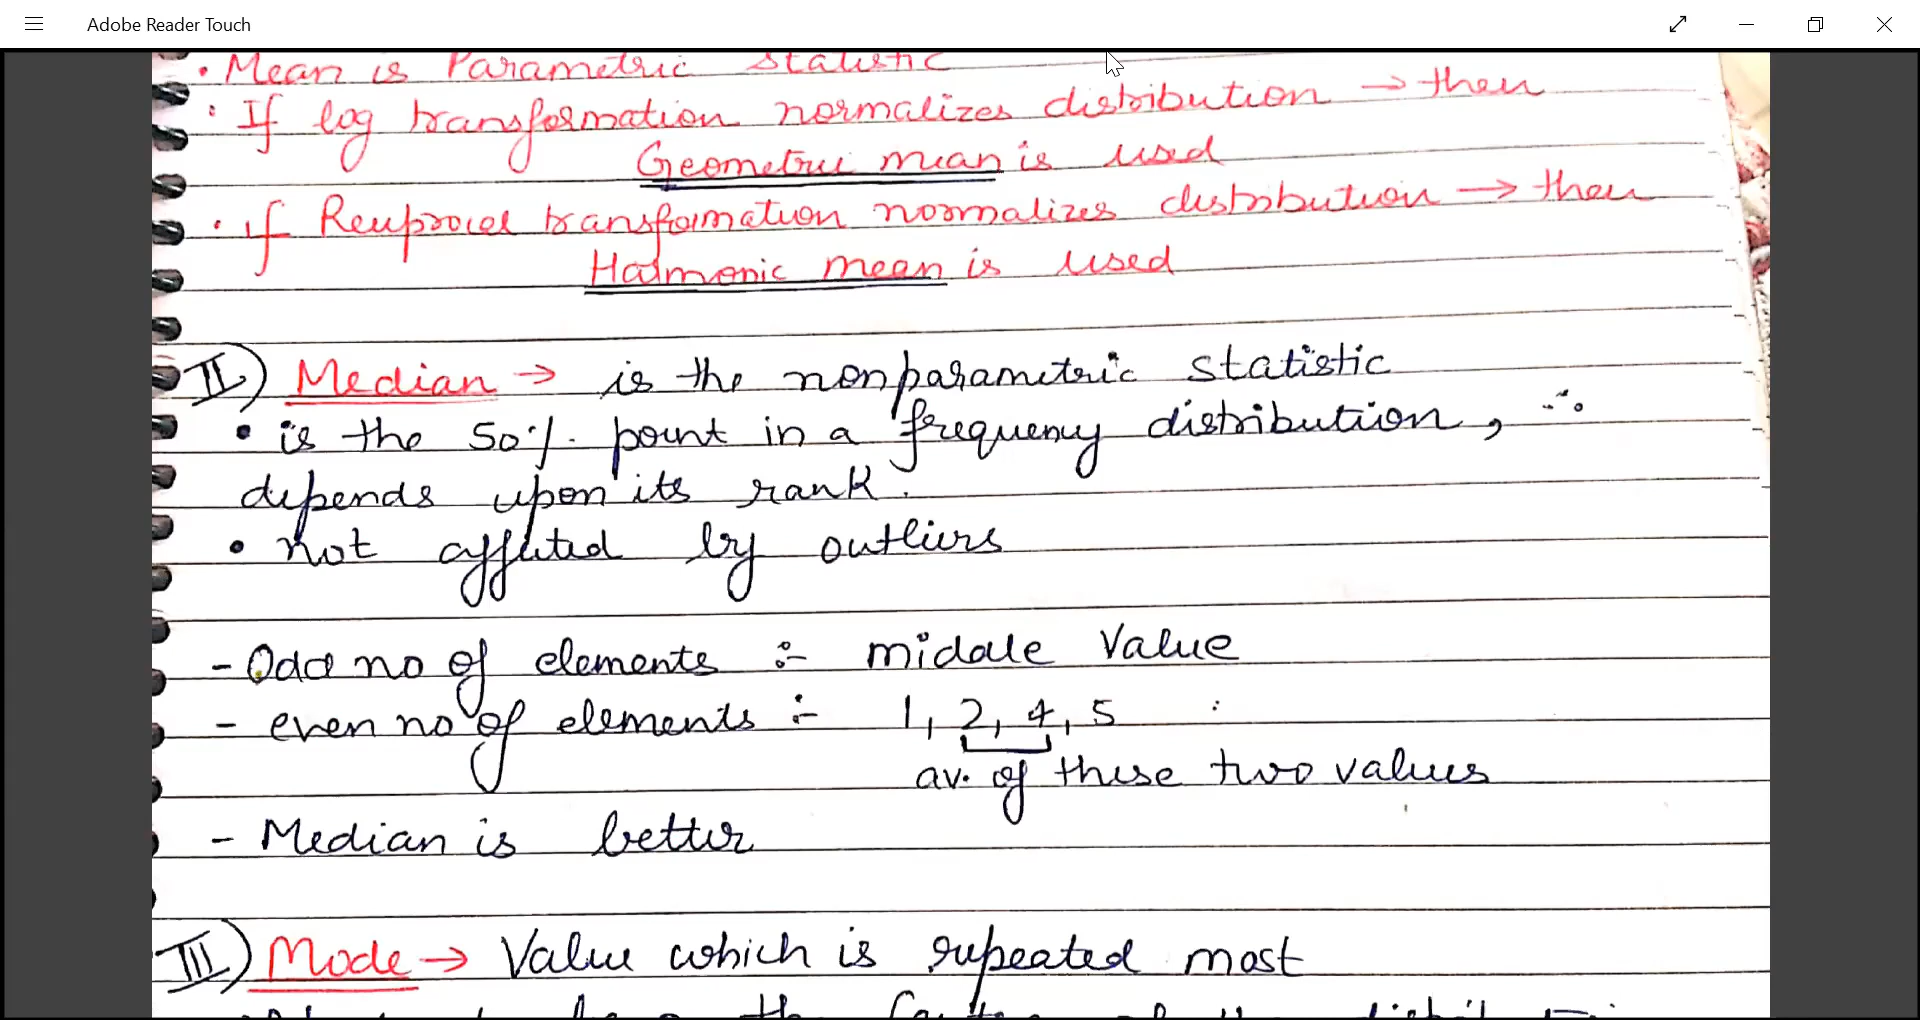 Adobe Reader Touch
• Mean is Parametric Statistic
• If log transformation normalizes distribution → then
Geometric mean is used
• if Reciprocal transformation normalizes distribution → then
Harmonic mean is used
II) Median → is the nonparametric statistic
• is the 50% point in a frequency distribution, ∴
depends upon its rank.
• not affected by outliers
- Odd no of elements :- middle value
- even no of elements :- 1, 2, 4, 5
av. of these two values
- Median is better
III) Mode → Value which is repeated most